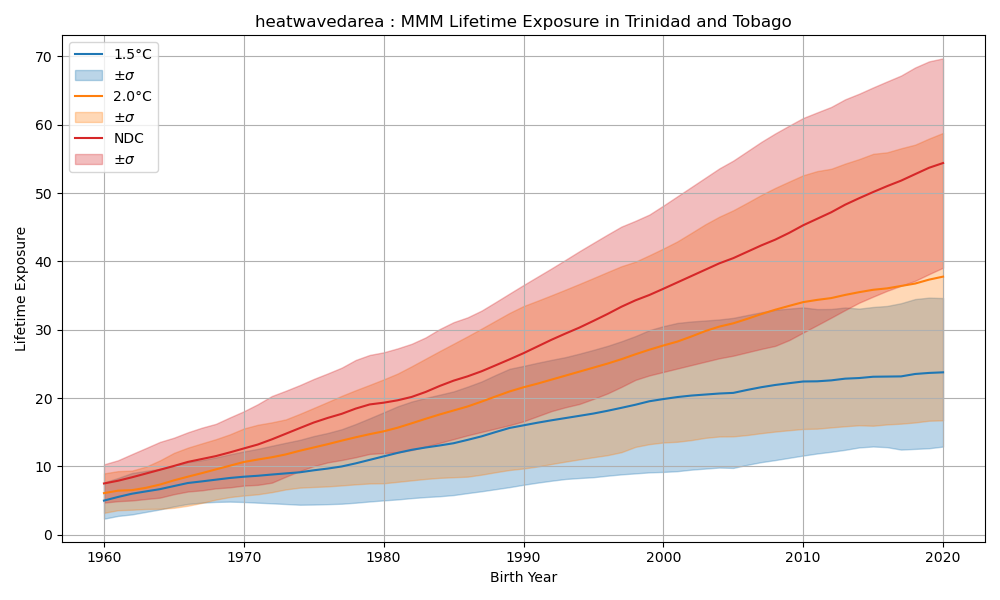 heatwavedarea : MMM Lifetime Exposure in Trinidad and Tobago
1.5°C
±σ
2.0°C
±σ
NDC
±σ
70
60
50
40
30
20
10
0
Lifetime Exposure
1960 1970 1980 1990 2000 2010 2020
Birth Year